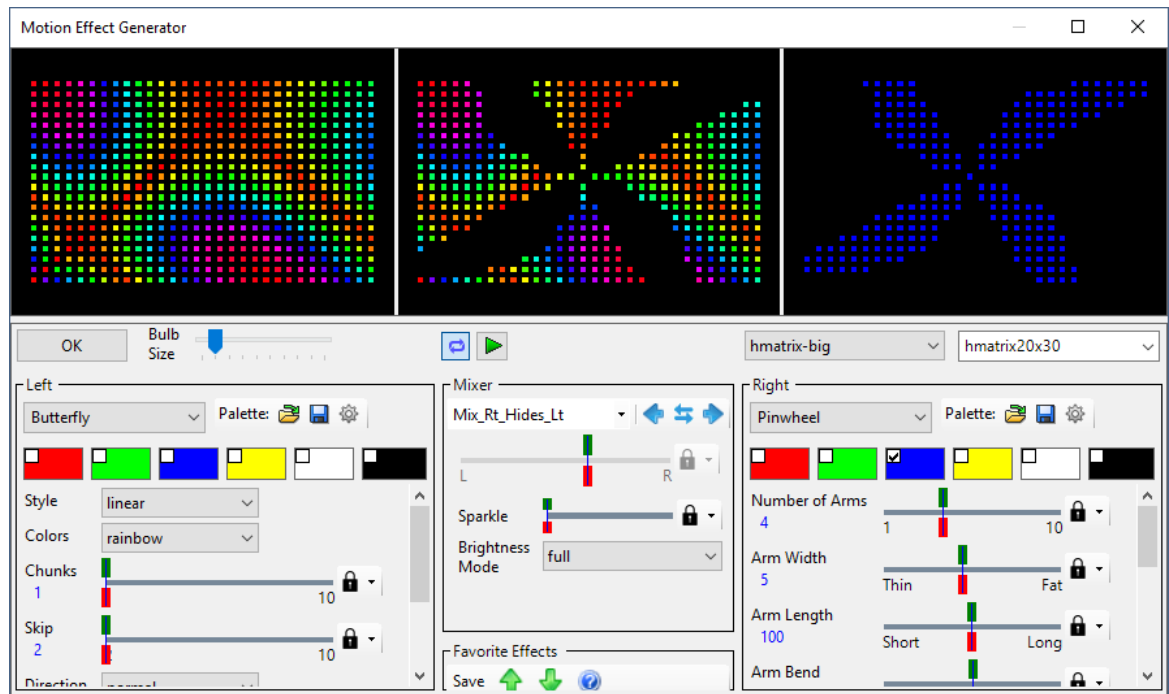 Motion Effect Generator
OK
Bulb
Size
hmatrix-big
hmatrix20x30
Left
Butterfly
Palette:
Style
linear
Colors
rainbow
Chunks
1
10
Skip
2
10
Direction
normal
Mixer
Mix_Rt_Hides_Lt
L
R
Sparkle
Brightness
Mode
full
Favorite Effects
Save
Right
Pinwheel
Palette:
Number of Arms
4
1
10
Arm Width
5
Thin
Fat
Arm Length
100
Short
Long
Arm Bend